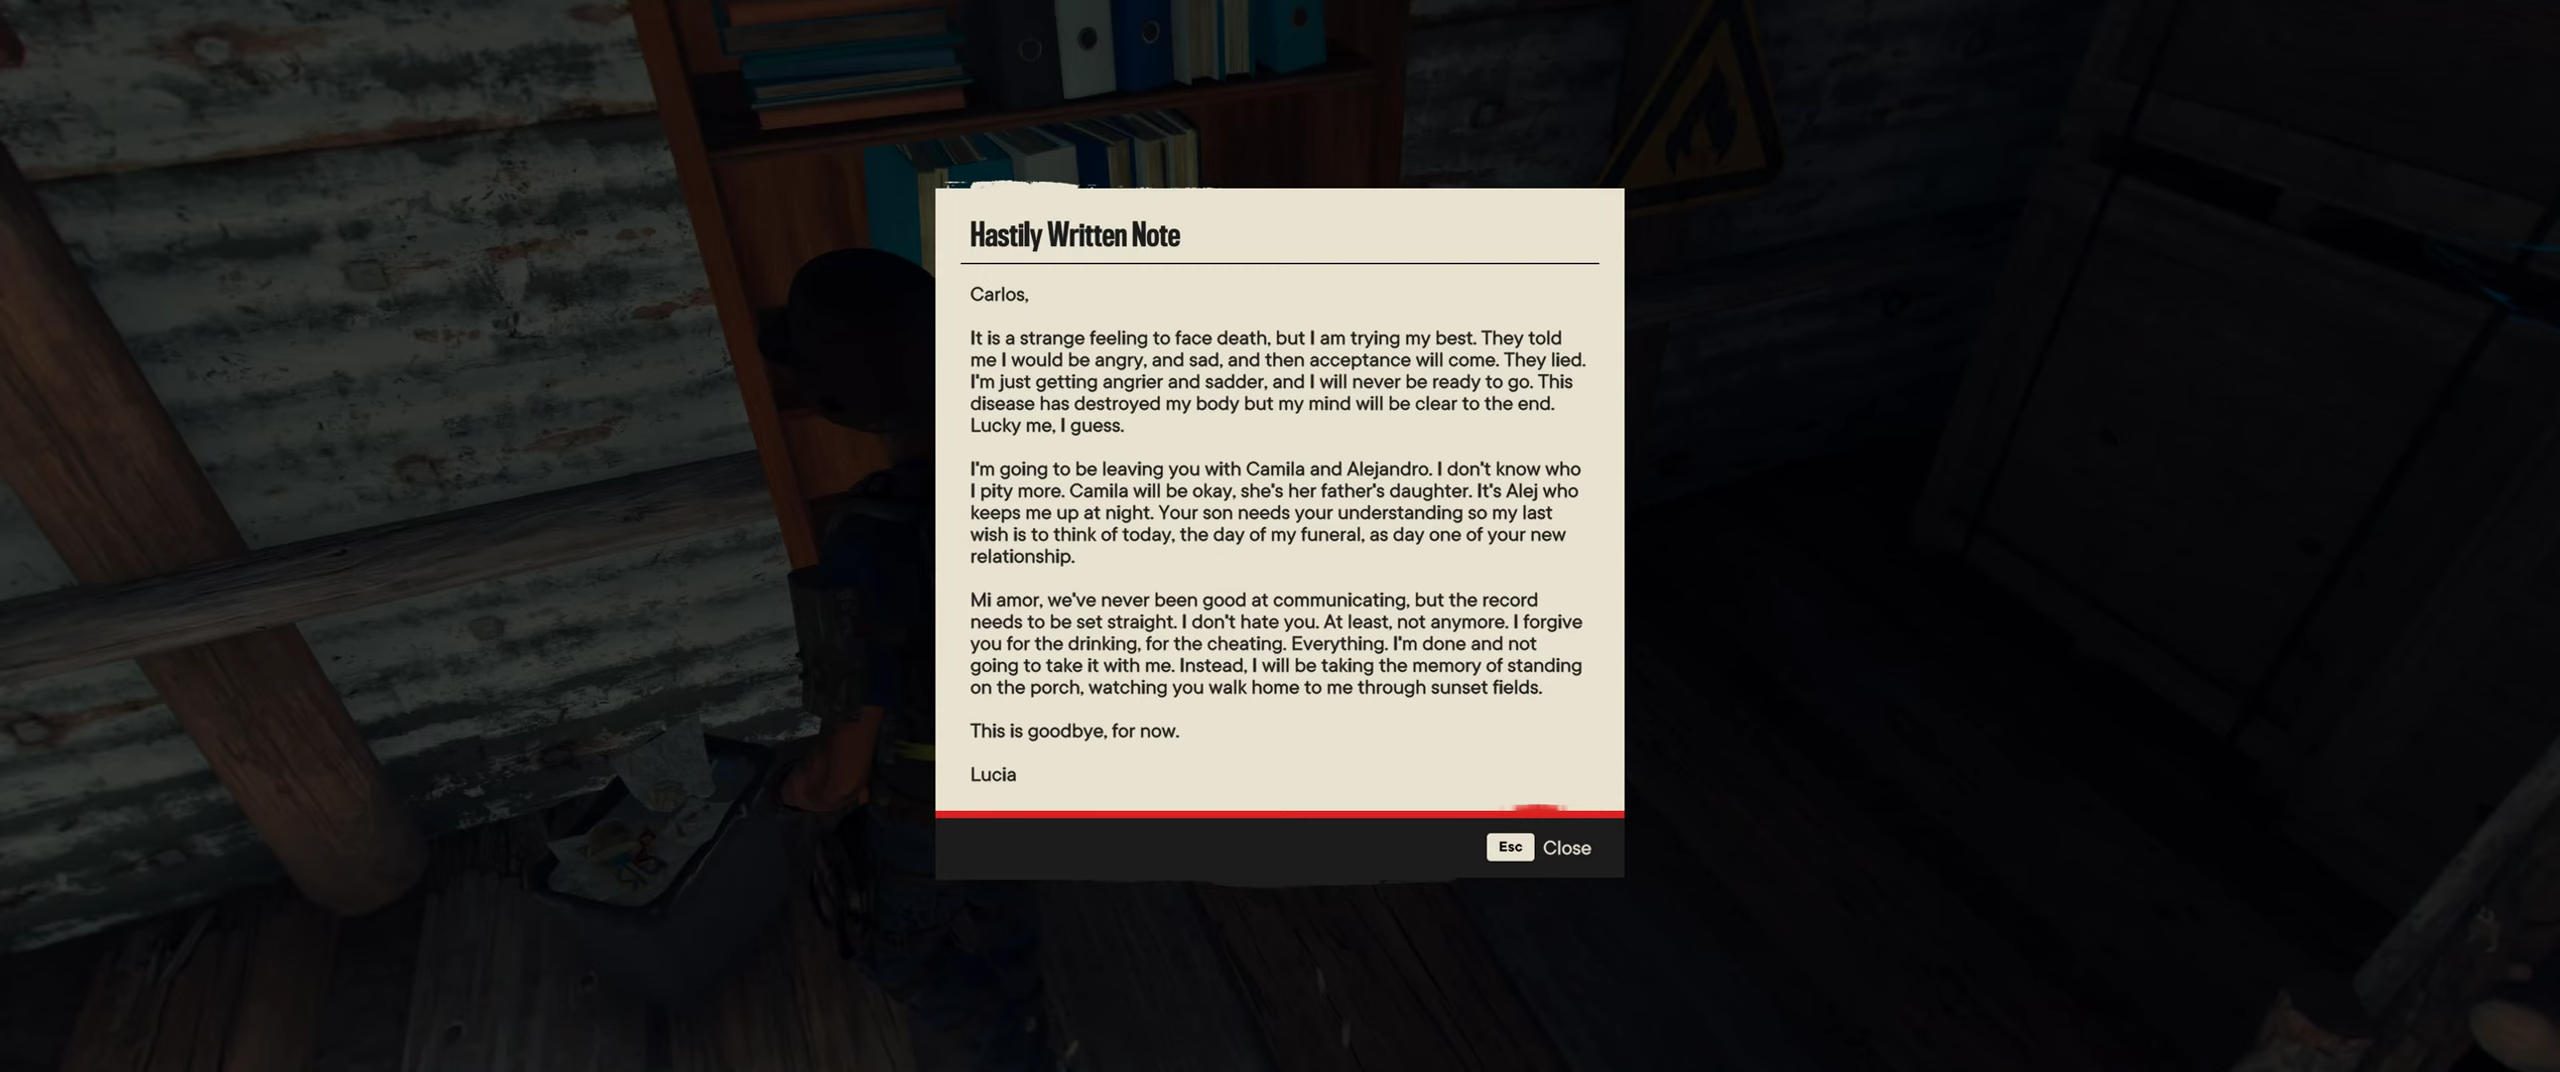 Hastily Written Note
Carlos,
It is a strange feeling to face death, but I am trying my best. They told
me I would be angry, and sad, and then acceptance will come. They lied.
I'm just getting angrier and sadder, and I will never be ready to go. This
disease has destroyed my body but my mind will be clear to the end.
Lucky me, I guess.
I'm going to be leaving you with Camila and Alejandro. I don't know who
I pity more. Camila will be okay, she's her father's daughter. It's Alej who
keeps me up at night. Your son needs your understanding so my last
wish is to think of today, the day of my funeral, as day one of your new
relationship.
Mi amor, we've never been good at communicating, but the record
needs to be set straight. I don't hate you. At least, not anymore. I forgive
you for the drinking, for the cheating. Everything. I'm done and not
going to take it with me. Instead, I will be taking the memory of standing
on the porch, watching you walk home to me through sunset fields.
This is goodbye, for now.
Lucia
Esc Close